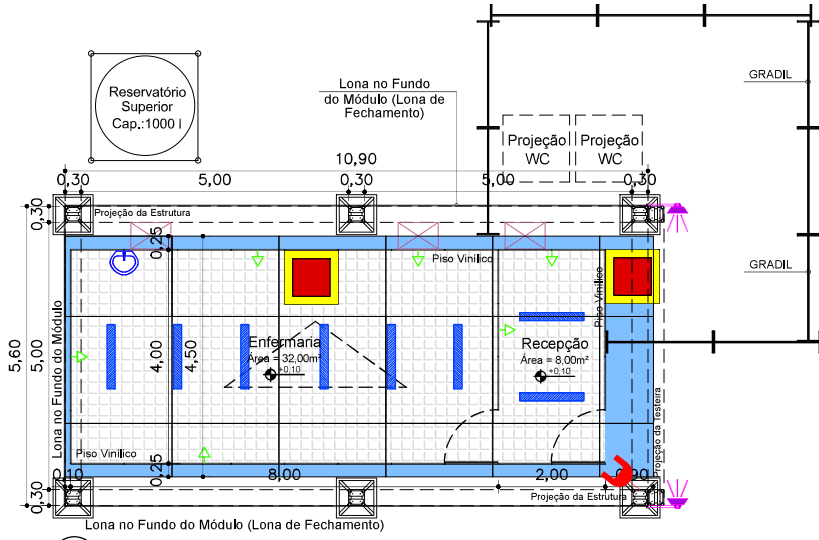 GRADIL
Reservatório
Superior
Cap.:1000 l
Lona no Fundo
do Módulo (Lona de
Fechamento)
Projeção
WC
Projeção
WC
10,90
0,30
5,00
0,30
5,00
0,30
0,30
Projeção da Estrutura
0,25
Piso Vinílico
Piso Vinílico
GRADIL
Lona no Fundo do Módulo
5,60
5,00
4,00
4,50
Enfermaria
Área = 32,00m²
+0,10
Recepção
Área = 8,00m²
+0,10
Projeção da Testeira
Piso Vinílico
0,25
0,10
8,00
2,00
0,90
0,30
Projeção da Estrutura
Lona no Fundo do Módulo (Lona de Fechamento)